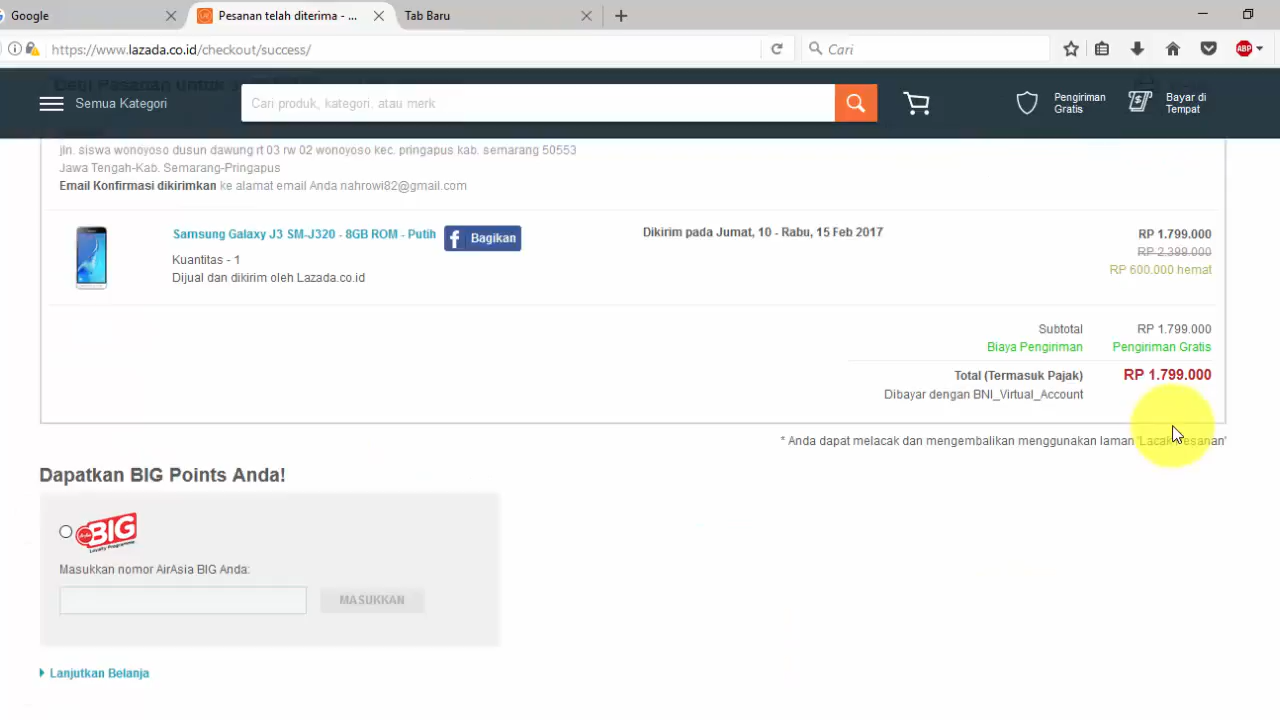 Google
Pesanan telah diterima - ...
Tab Baru
https://www.lazada.co.id/checkout/success/
Cari
ABP
Semua Kategori
Cari produk, kategori. atau merk
Pengiriman
Gratis
Bayar di
Tempat
jln. siswa wonoyoso dusun dawung rt 03 rw 02 wonoyoso kec. pringapus kab. semarang 50553
Jawa Tengah-Kab. Semarang-Pringapus
Email Konfirmasi dikirimkan ke alamat email Anda nahrowi82@gmail.com
Samsung Galaxy J3 SM-J320 - 8GB ROM - Putih
Bagikan
Dikirim pada Jumat, 10 - Rabu, 15 Feb 2017
RP 1.799.000
Kuantitas - 1
RP 2.399.000
Dijual dan dikirim oleh Lazada.co.id
RP 600.000 hemat
Subtotal RP 1.799.000
Biaya Pengiriman Pengiriman Gratis
Total (Termasuk Pajak) RP 1.799.000
Dibayar dengan BNI_Virtual_Account
* Anda dapat melacak dan mengembalikan menggunakan laman 'Lacak Pesanan'
Dapatkan BIG Points Anda!
BIG
Loyalty Programme
Masukkan nomor AirAsia BIG Anda:
MASUKKAN
Lanjutkan Belanja